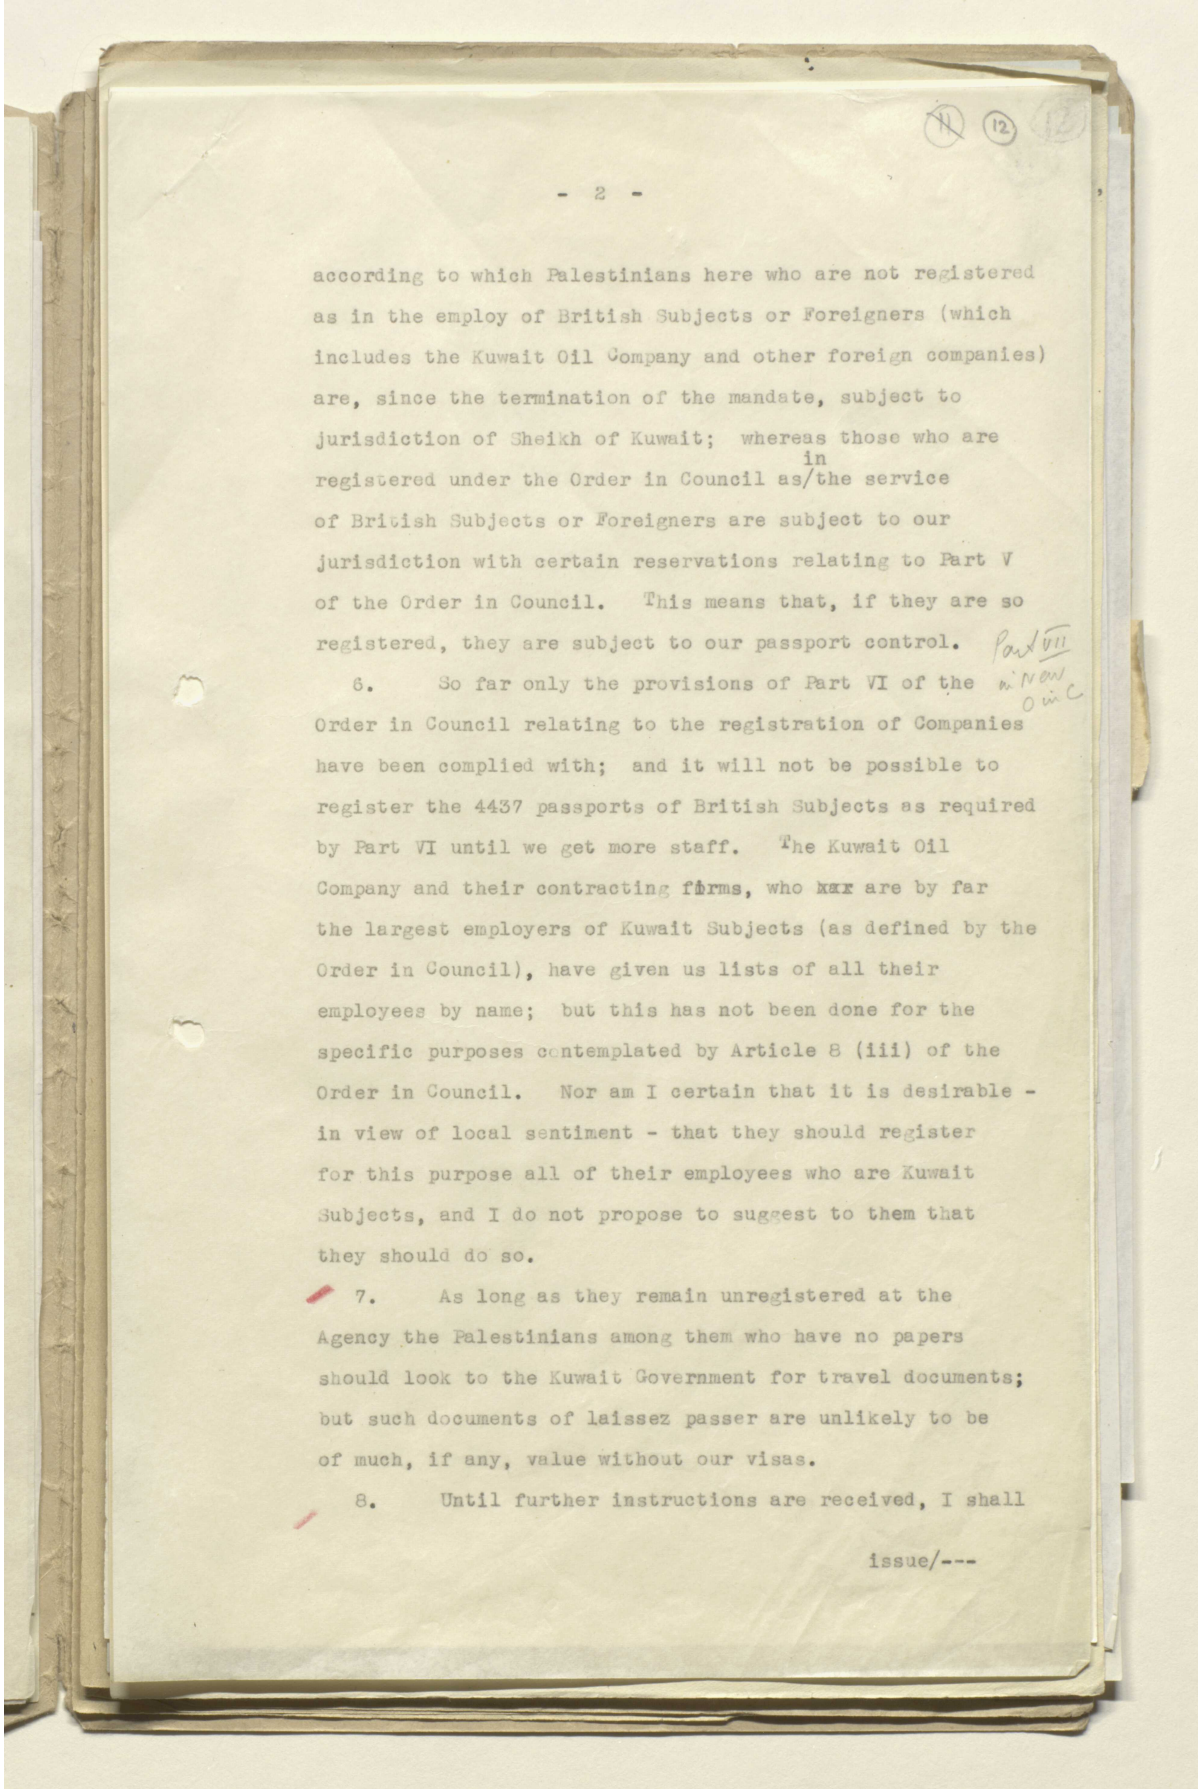 11 12 12
- 2 -
according to which Palestinians here who are not registered
as in the employ of British Subjects or Foreigners (which
includes the Kuwait Oil Company and other foreign companies)
are, since the termination of the mandate, subject to
jurisdiction of Sheikh of Kuwait; whereas those who are
in
registered under the Order in Council as/the service
of British Subjects or Foreigners are subject to our
jurisdiction with certain reservations relating to Part V
of the Order in Council. This means that, if they are so
registered, they are subject to our passport control.
Part VII
in New
O in C
6. So far only the provisions of Part VI of the
Order in Council relating to the registration of Companies
have been complied with; and it will not be possible to
register the 4437 passports of British Subjects as required
by Part VI until we get more staff. The Kuwait Oil
Company and their contracting firms, who xxx are by far
the largest employers of Kuwait Subjects (as defined by the
Order in Council), have given us lists of all their
employees by name; but this has not been done for the
specific purposes contemplated by Article 8 (iii) of the
Order in Council. Nor am I certain that it is desirable -
in view of local sentiment - that they should register
for this purpose all of their employees who are Kuwait
Subjects, and I do not propose to suggest to them that
they should do so.
7. As long as they remain unregistered at the
Agency the Palestinians among them who have no papers
should look to the Kuwait Government for travel documents;
but such documents of laissez passer are unlikely to be
of much, if any, value without our visas.
8. Until further instructions are received, I shall
issue/---